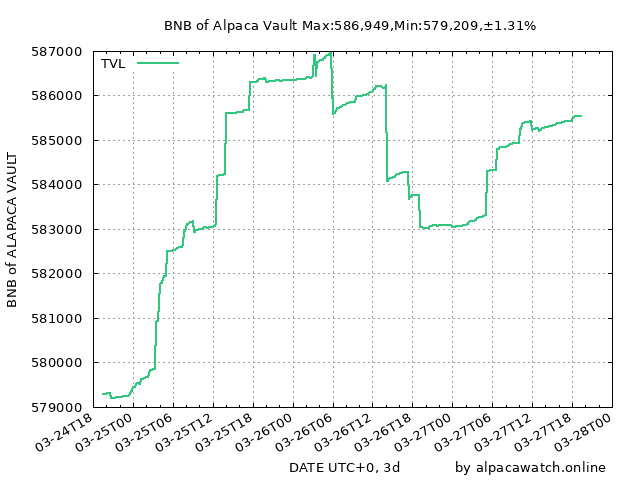 BNB of Alpaca Vault Max:586,949,Min:579,209,±1.31%
TVL
587000
586000
585000
584000
583000
582000
581000
580000
579000
BNB of ALAPACA VAULT
03-24T18
03-25T00
03-25T06
03-25T12
03-25T18
03-26T00
03-26T06
03-26T12
03-26T18
03-27T00
03-27T06
03-27T12
03-27T18
03-28T00
DATE UTC+0, 3d
by alpacawatch.online